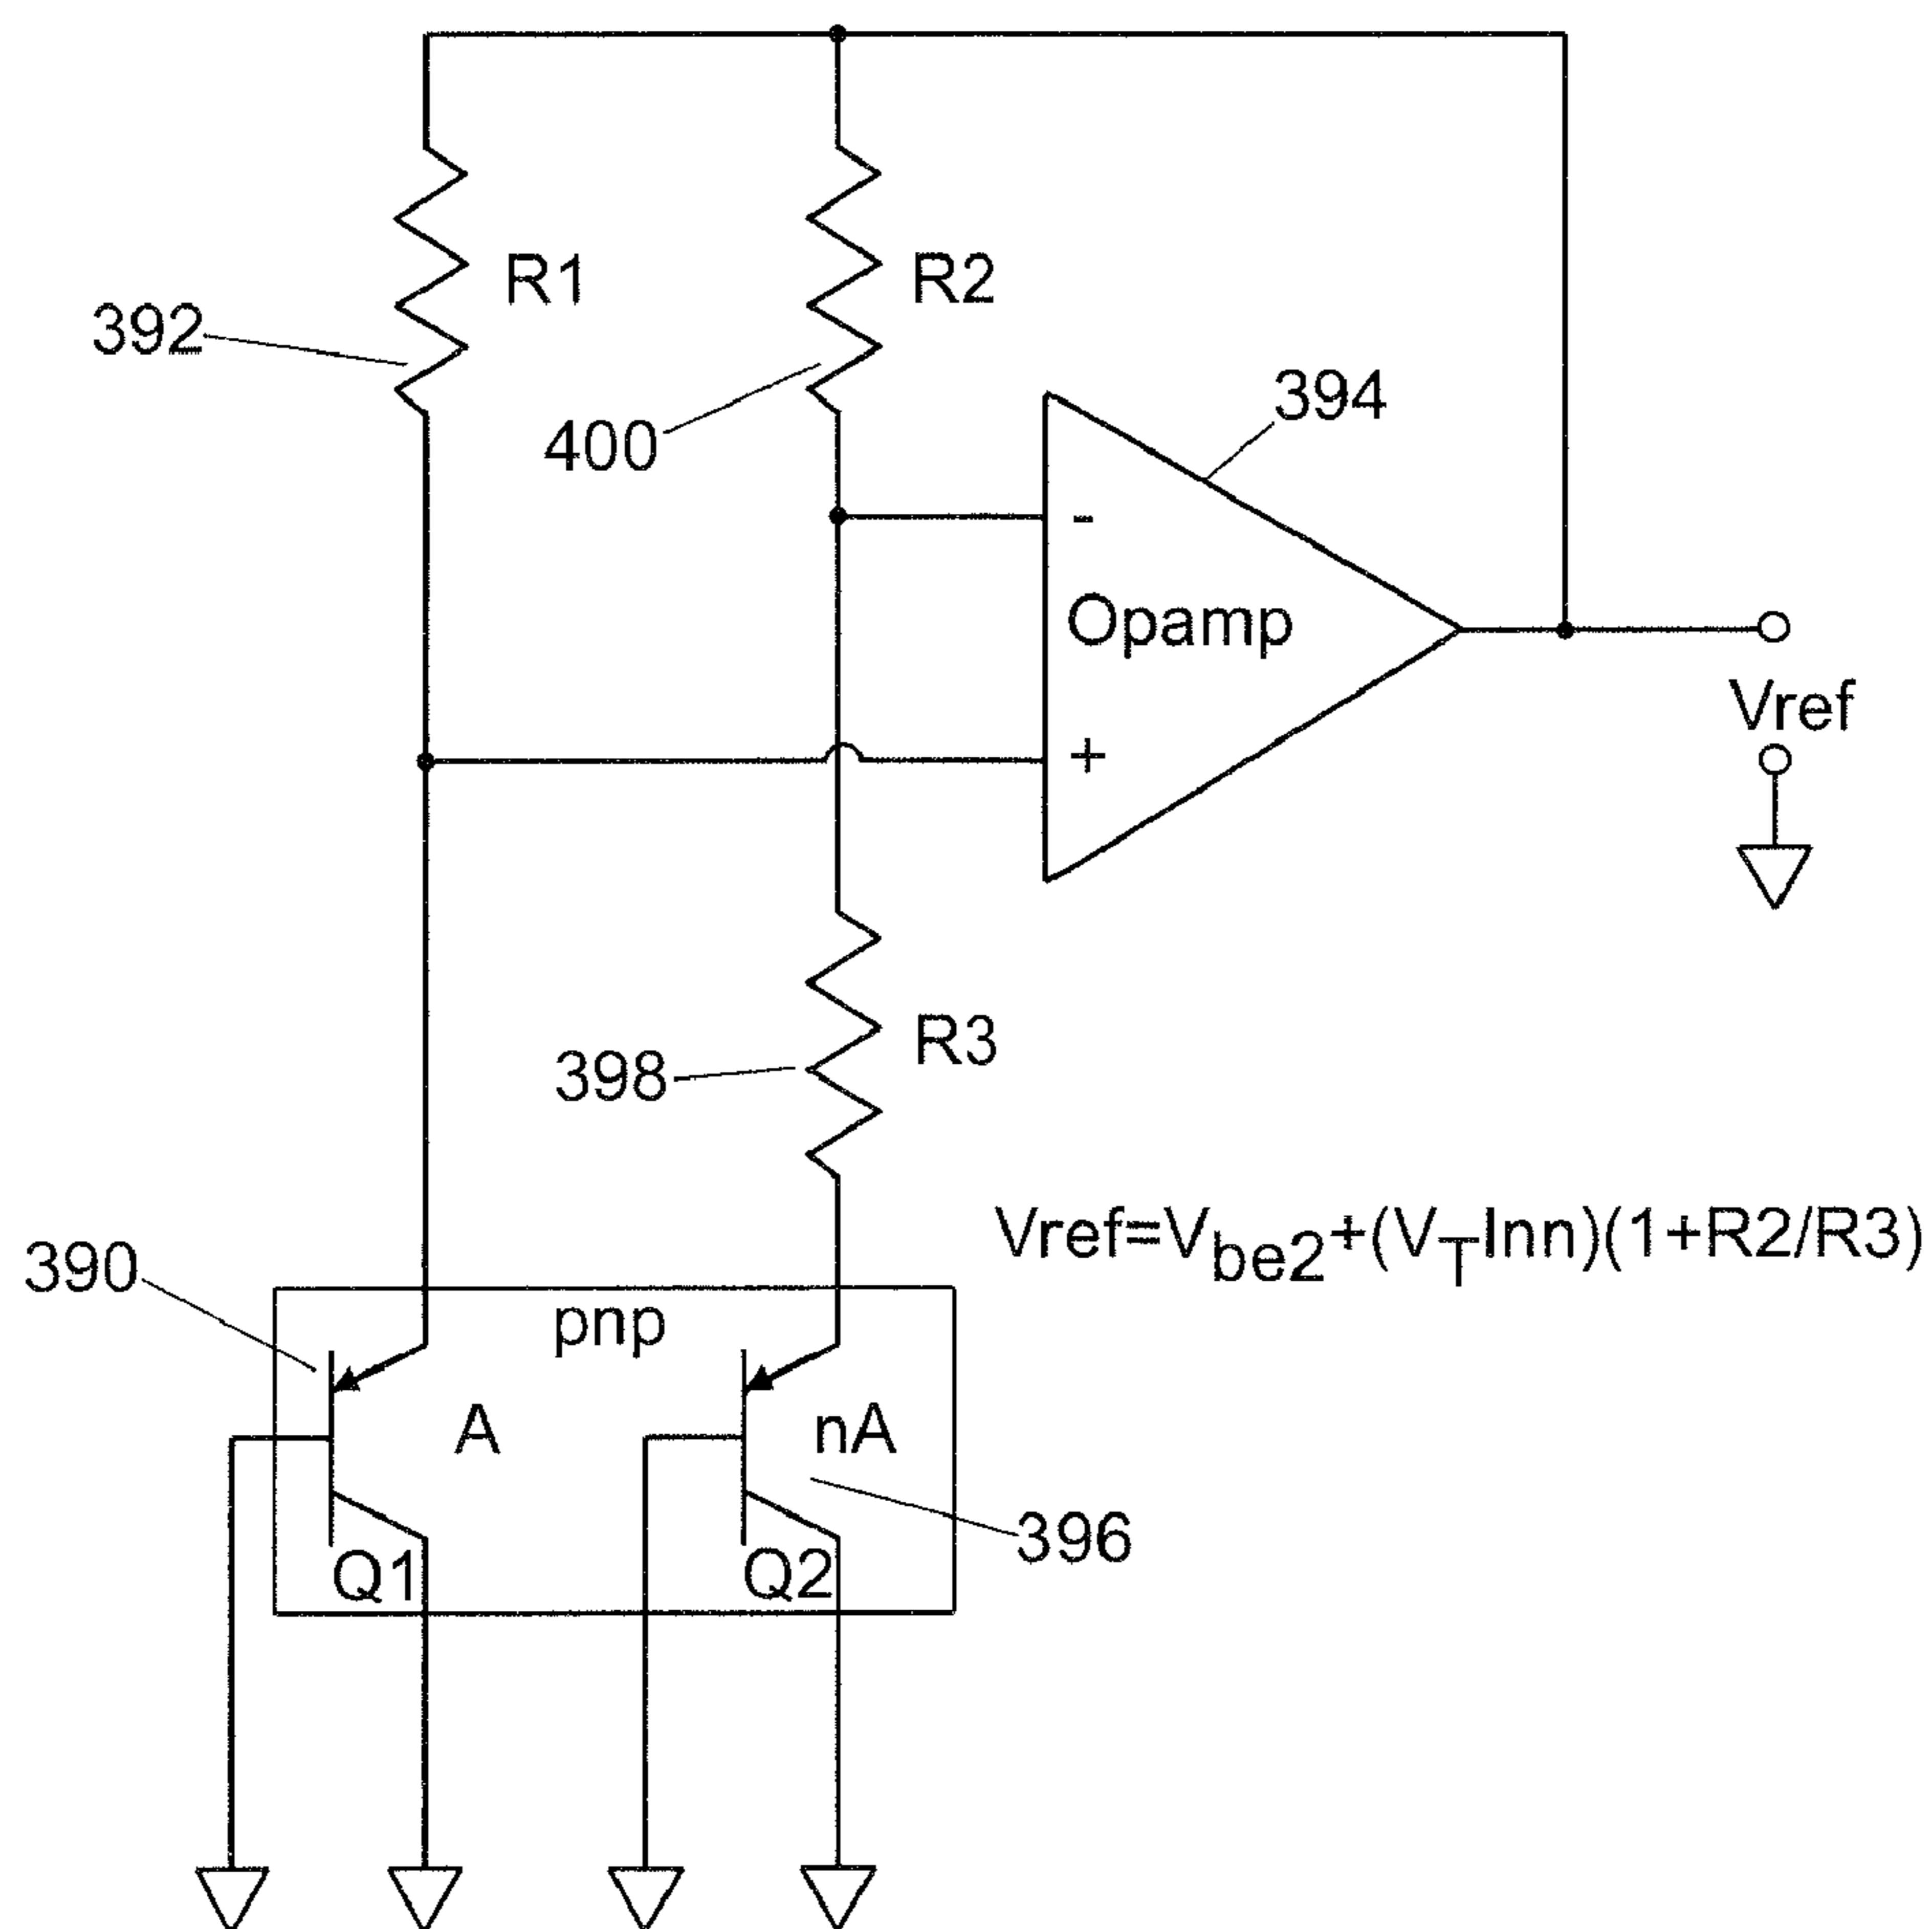 R1
R2
392
400
394
-
Opamp
+
Vref
R3
398
Vref=Vbe2+(VTlnn)(1+R2/R3)
390
pnp
A
nA
396
Q1
Q2